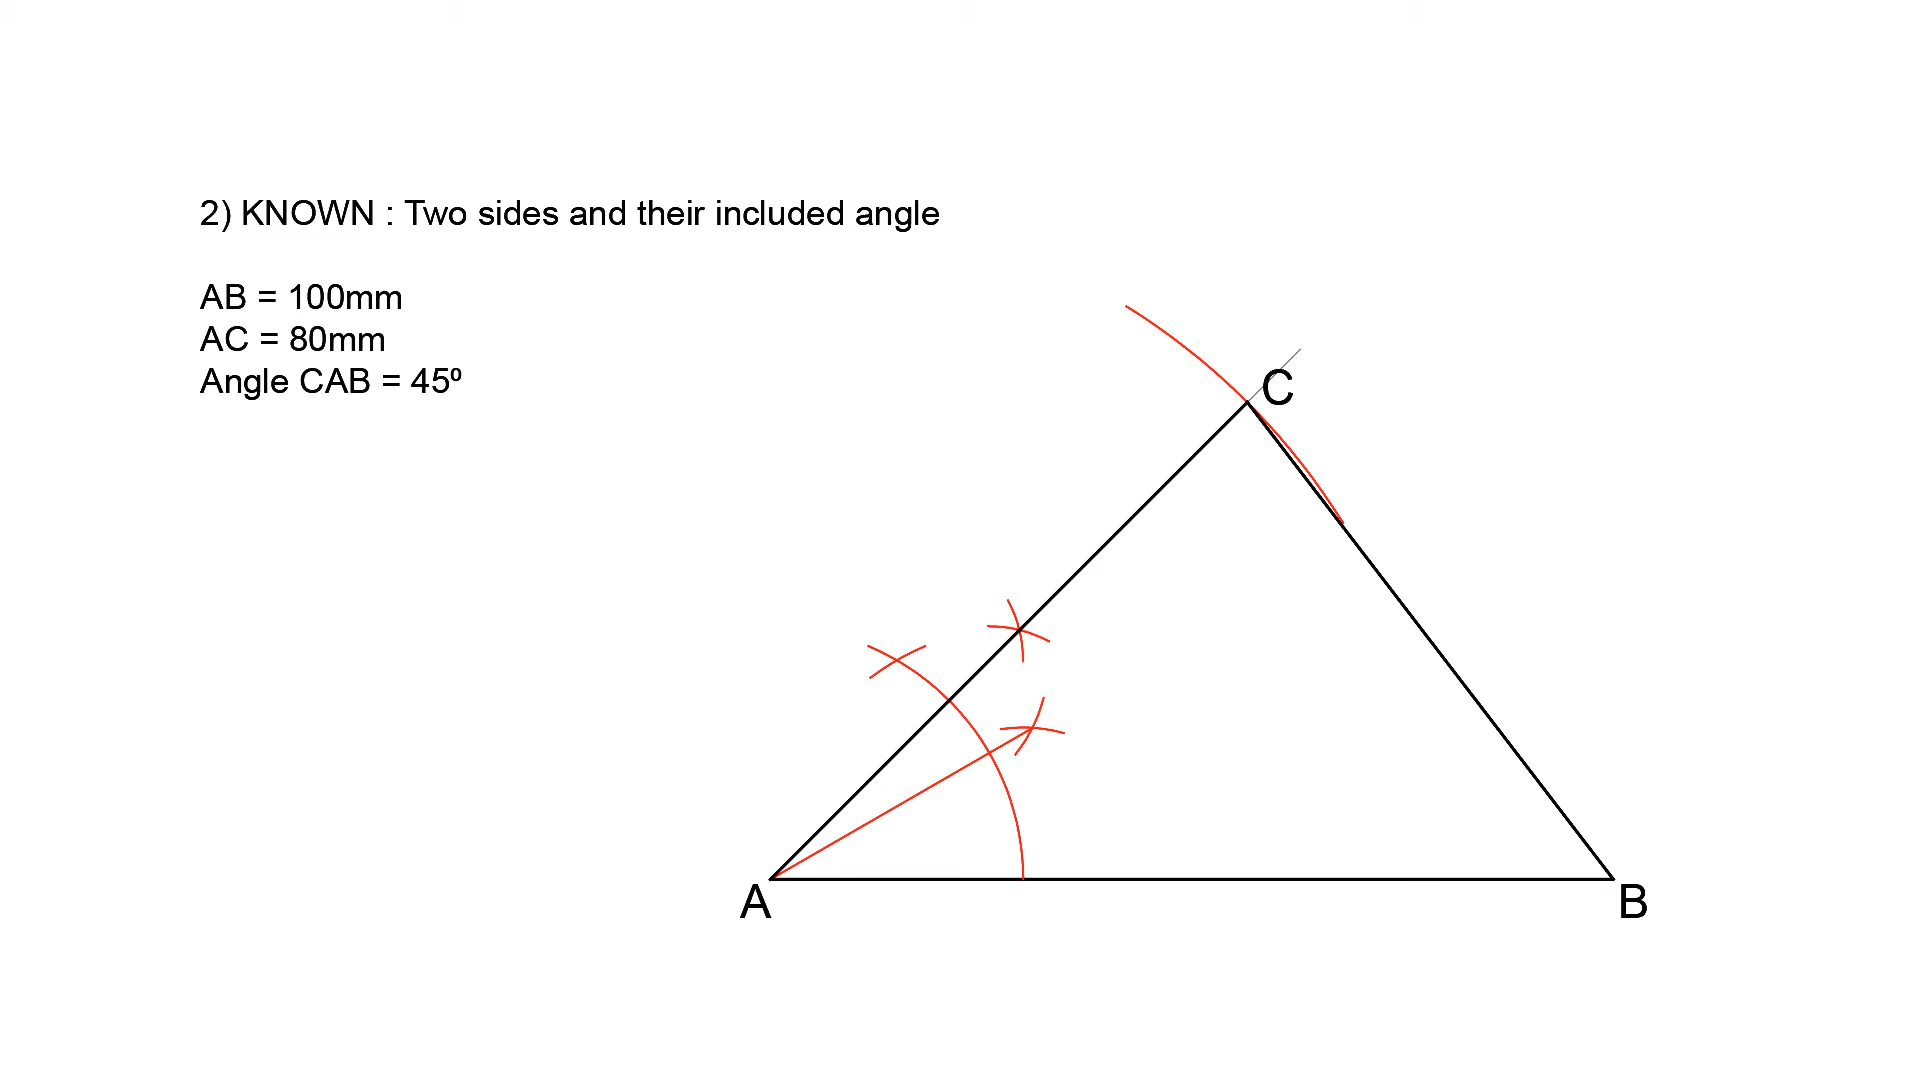 2) KNOWN : Two sides and their included angle
AB = 100mm
AC = 80mm
Angle CAB = 45º
C
A
B